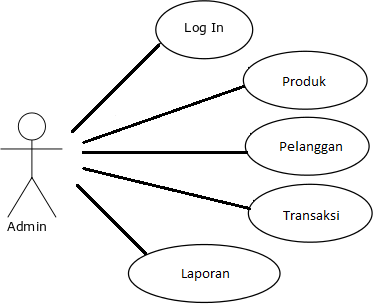 Log In
Produk
Pelanggan
Transaksi
Laporan
Admin